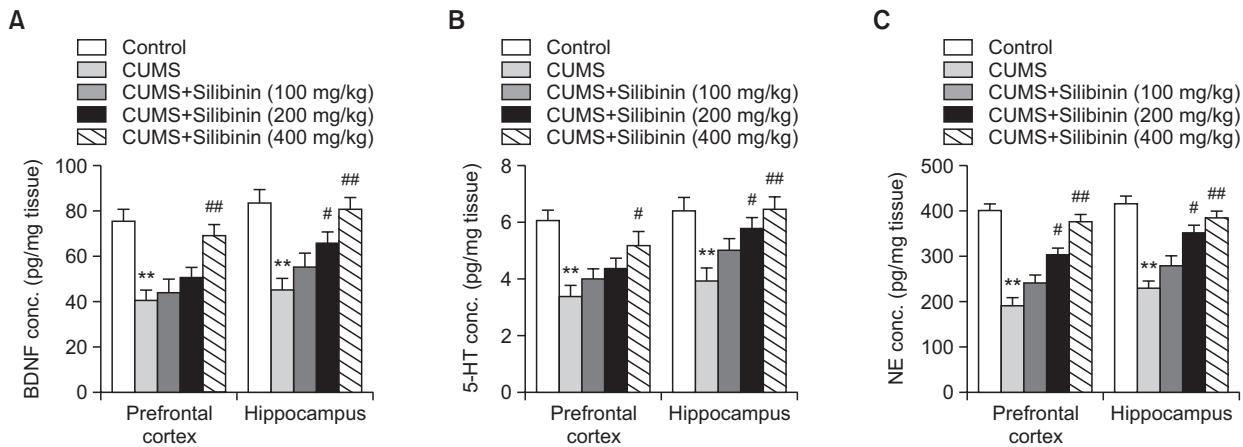 A
Control
CUMS
CUMS+Silibinin (100 mg/kg)
CUMS+Silibinin (200 mg/kg)
CUMS+Silibinin (400 mg/kg)
BDNF conc. (pg/mg tissue)
100
80
60
40
20
0
**
##
**
#
##
Prefrontal
cortex
Hippocampus
B
Control
CUMS
CUMS+Silibinin (100 mg/kg)
CUMS+Silibinin (200 mg/kg)
CUMS+Silibinin (400 mg/kg)
5-HT conc. (pg/mg tissue)
8
6
4
2
0
**
#
**
#
##
Prefrontal
cortex
Hippocampus
C
Control
CUMS
CUMS+Silibinin (100 mg/kg)
CUMS+Silibinin (200 mg/kg)
CUMS+Silibinin (400 mg/kg)
NE conc. (pg/mg tissue)
500
400
300
200
100
0
**
#
##
**
#
##
Prefrontal
cortex
Hippocampus